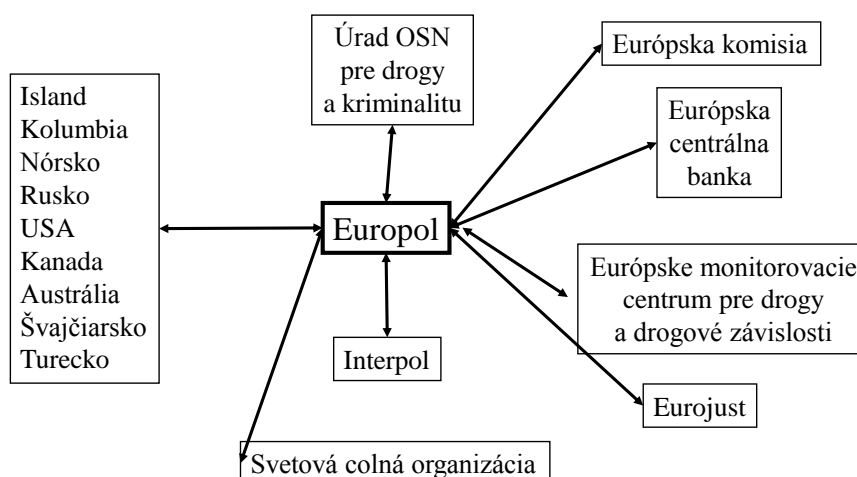 Úrad OSN
pre drogy
a kriminalitu
Európska komisia
Island
Kolumbia
Nórsko
Rusko
USA
Kanada
Austrália
Švajčiarsko
Turecko
Európska
centrálna
banka
Europol
Európske monitorovacie
centrum pre drogy
a drogové závislosti
Interpol
Eurojust
Svetová colná organizácia